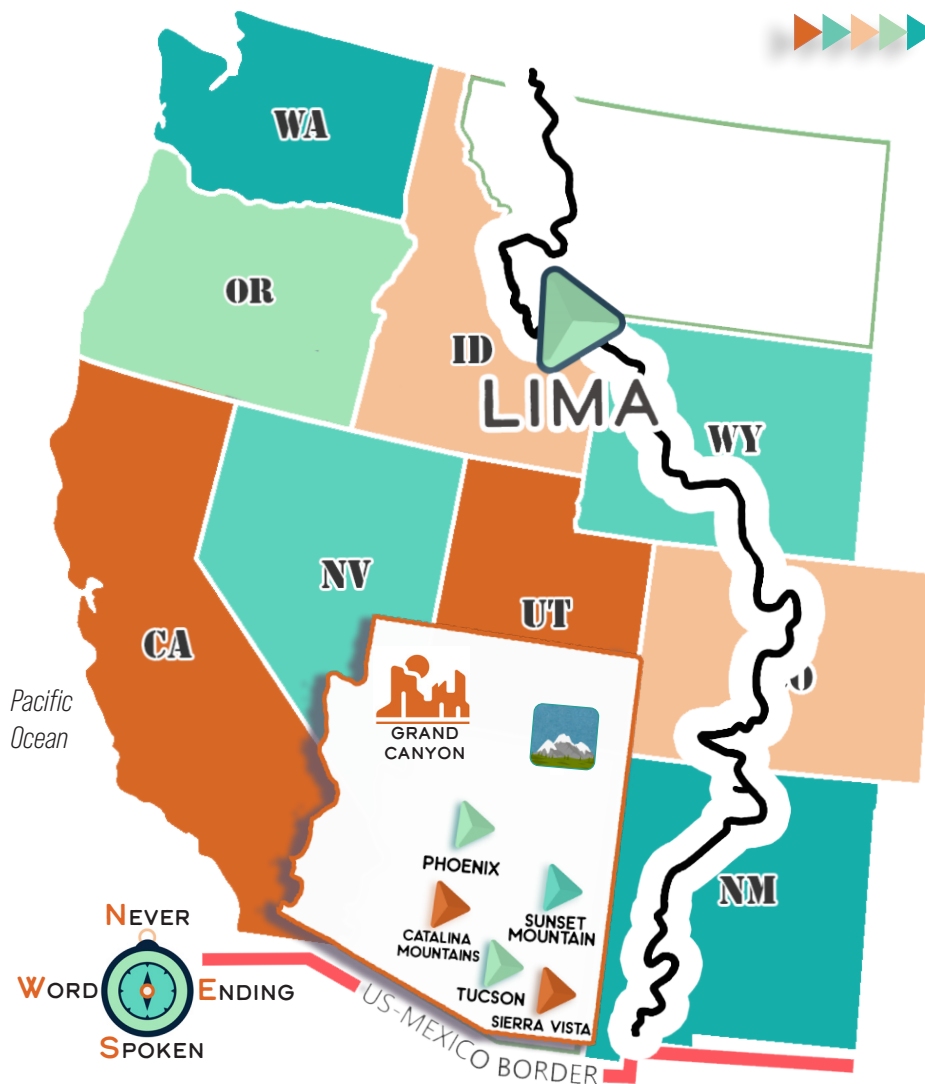 WA
OR
ID
LIMA
WY
NV
UT
CA
Pacific
Ocean
GRAND
CANYON
PHOENIX
SUNSET
MOUNTAIN
CATALINA
MOUNTAINS
TUCSON
SIERRA VISTA
NM
NEVER
WORD
ENDING
SPOKEN
US-MEXICO BORDER